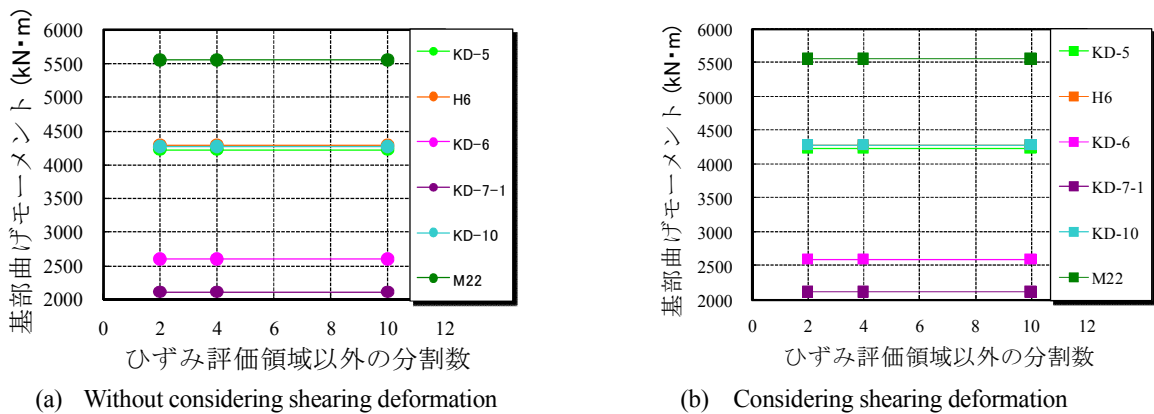 基部曲げモーメント (kN・m)
6000
5500
5000
4500
4000
3500
3000
2500
2000
0 2 4 6 8 10 12
ひずみ評価領域以外の分割数
KD-5
H6
KD-6
KD-7-1
KD-10
M22
(a) Without considering shearing deformation
基部曲げモーメント (kN・m)
6000
5500
5000
4500
4000
3500
3000
2500
2000
0 2 4 6 8 10 12
ひずみ評価領域以外の分割数
KD-5
H6
KD-6
KD-7-1
KD-10
M22
(b) Considering shearing deformation